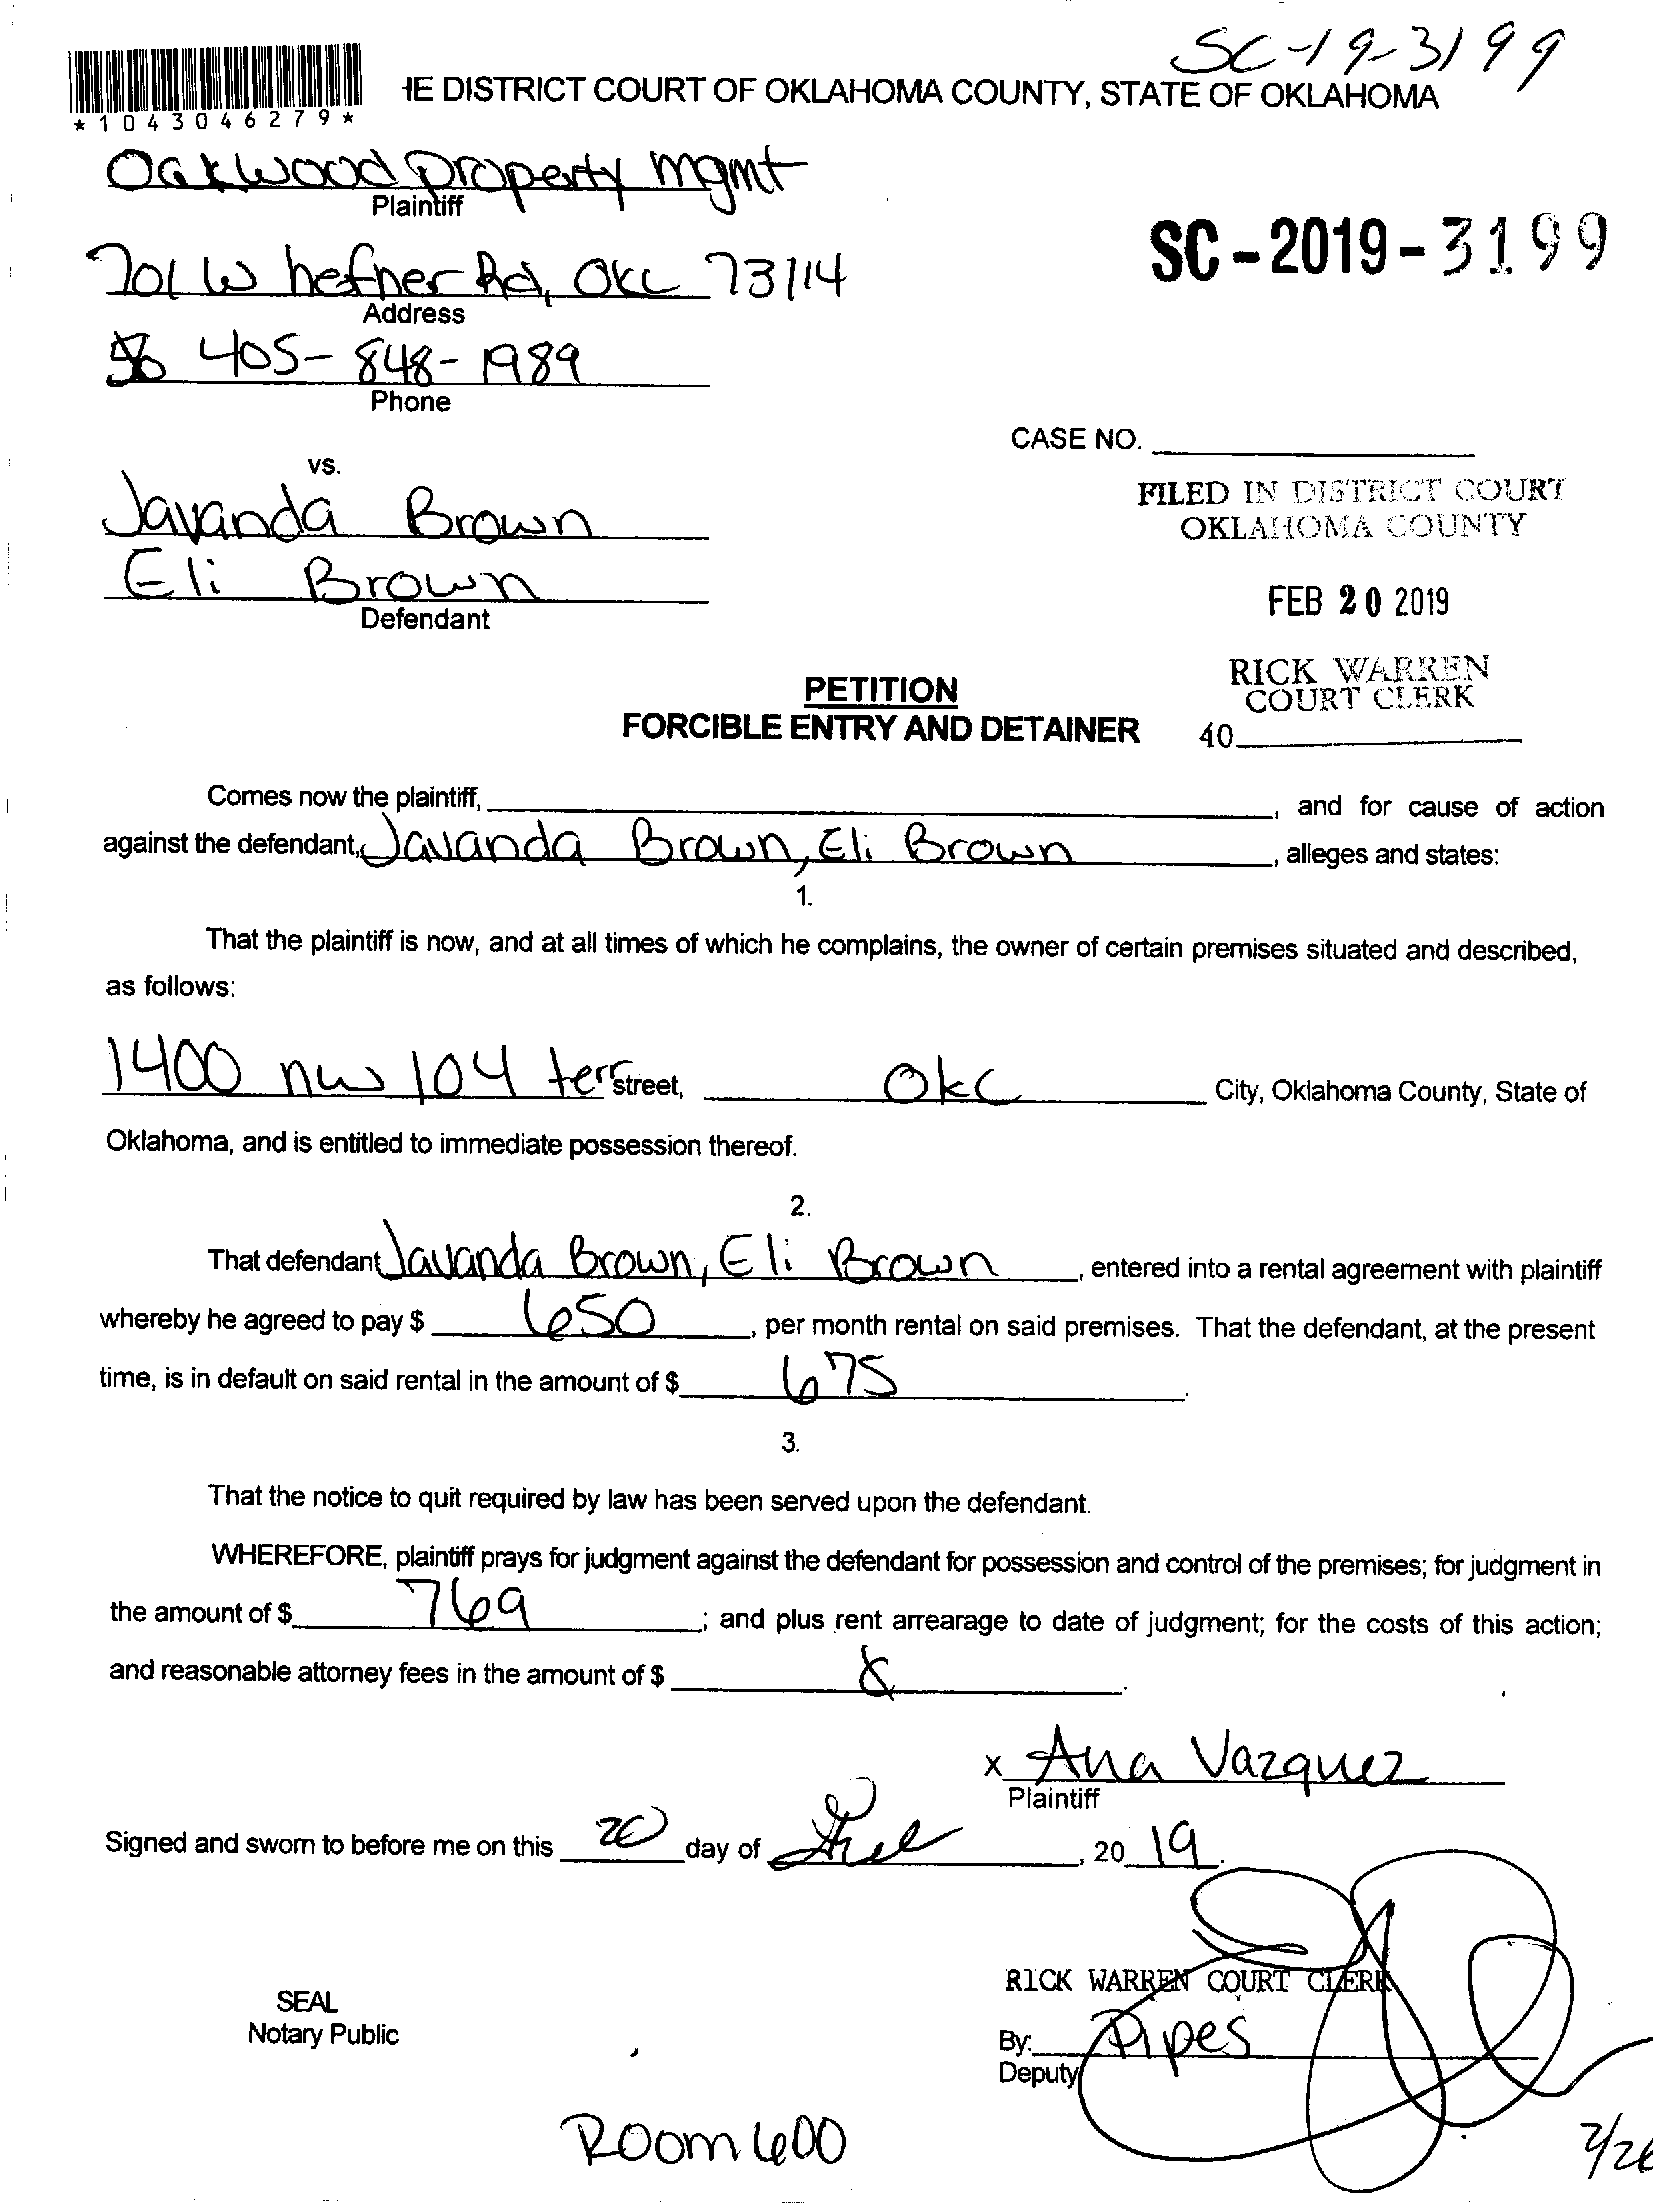 SC-19-3199
HE DISTRICT COURT OF OKLAHOMA COUNTY, STATE OF OKLAHOMA
*1043046279*
Oakwood Property mgmt
Plaintiff
701 W hefner Rd, OKC 73114
SC-2019-3199
Address
405-848-1989
Phone
CASE NO.
vs.
Javanda Brown
FILED IN DISTRICT COURT
OKLAHOMA COUNTY
Eli Brown
Defendant
FEB 20 2019
RICK WARREN
COURT CLERK
40
PETITION
FORCIBLE ENTRY AND DETAINER
Comes now the plaintiff, , and for cause of action
against the defendant, Javanda Brown, Eli Brown, alleges and states:
1.
That the plaintiff is now, and at all times of which he complains, the owner of certain premises situated and described,
as follows:
1400 nw 104 ter street, OKC City, Oklahoma County, State of
Oklahoma, and is entitled to immediate possession thereof.
2.
That defendant Javanda Brown, Eli Brown, entered into a rental agreement with plaintiff
whereby he agreed to pay $ 650, per month rental on said premises. That the defendant, at the present
time, is in default on said rental in the amount of $ 675.
3.
That the notice to quit required by law has been served upon the defendant.
WHEREFORE, plaintiff prays for judgment against the defendant for possession and control of the premises; for judgment in
the amount of $ 769; and plus rent arrearage to date of judgment; for the costs of this action;
and reasonable attorney fees in the amount of $ .
x Ana Vazquez
Plaintiff
Signed and sworn to before me on this 20 day of , 20 19.
RICK WARREN COURT CLERK
SEAL
Notary Public
By: Pipes
Deputy
Room 600